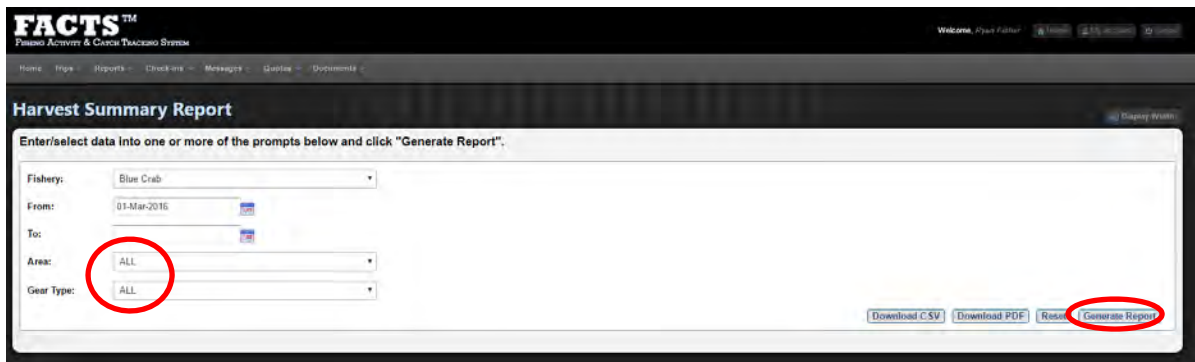 FACTS™
Welcome,
FISHING ACTIVITY & CATCH TRACKING SYSTEM
Home Trips Reports Check-ins Messages Quotas Documents
Harvest Summary Report
Display Width
Enter/select data into one or more of the prompts below and click "Generate Report".
Fishery: Blue Crab
From: 01-Mar-2016
To:
Area: ALL
Gear Type: ALL
Download CSV Download PDF Reset Generate Report